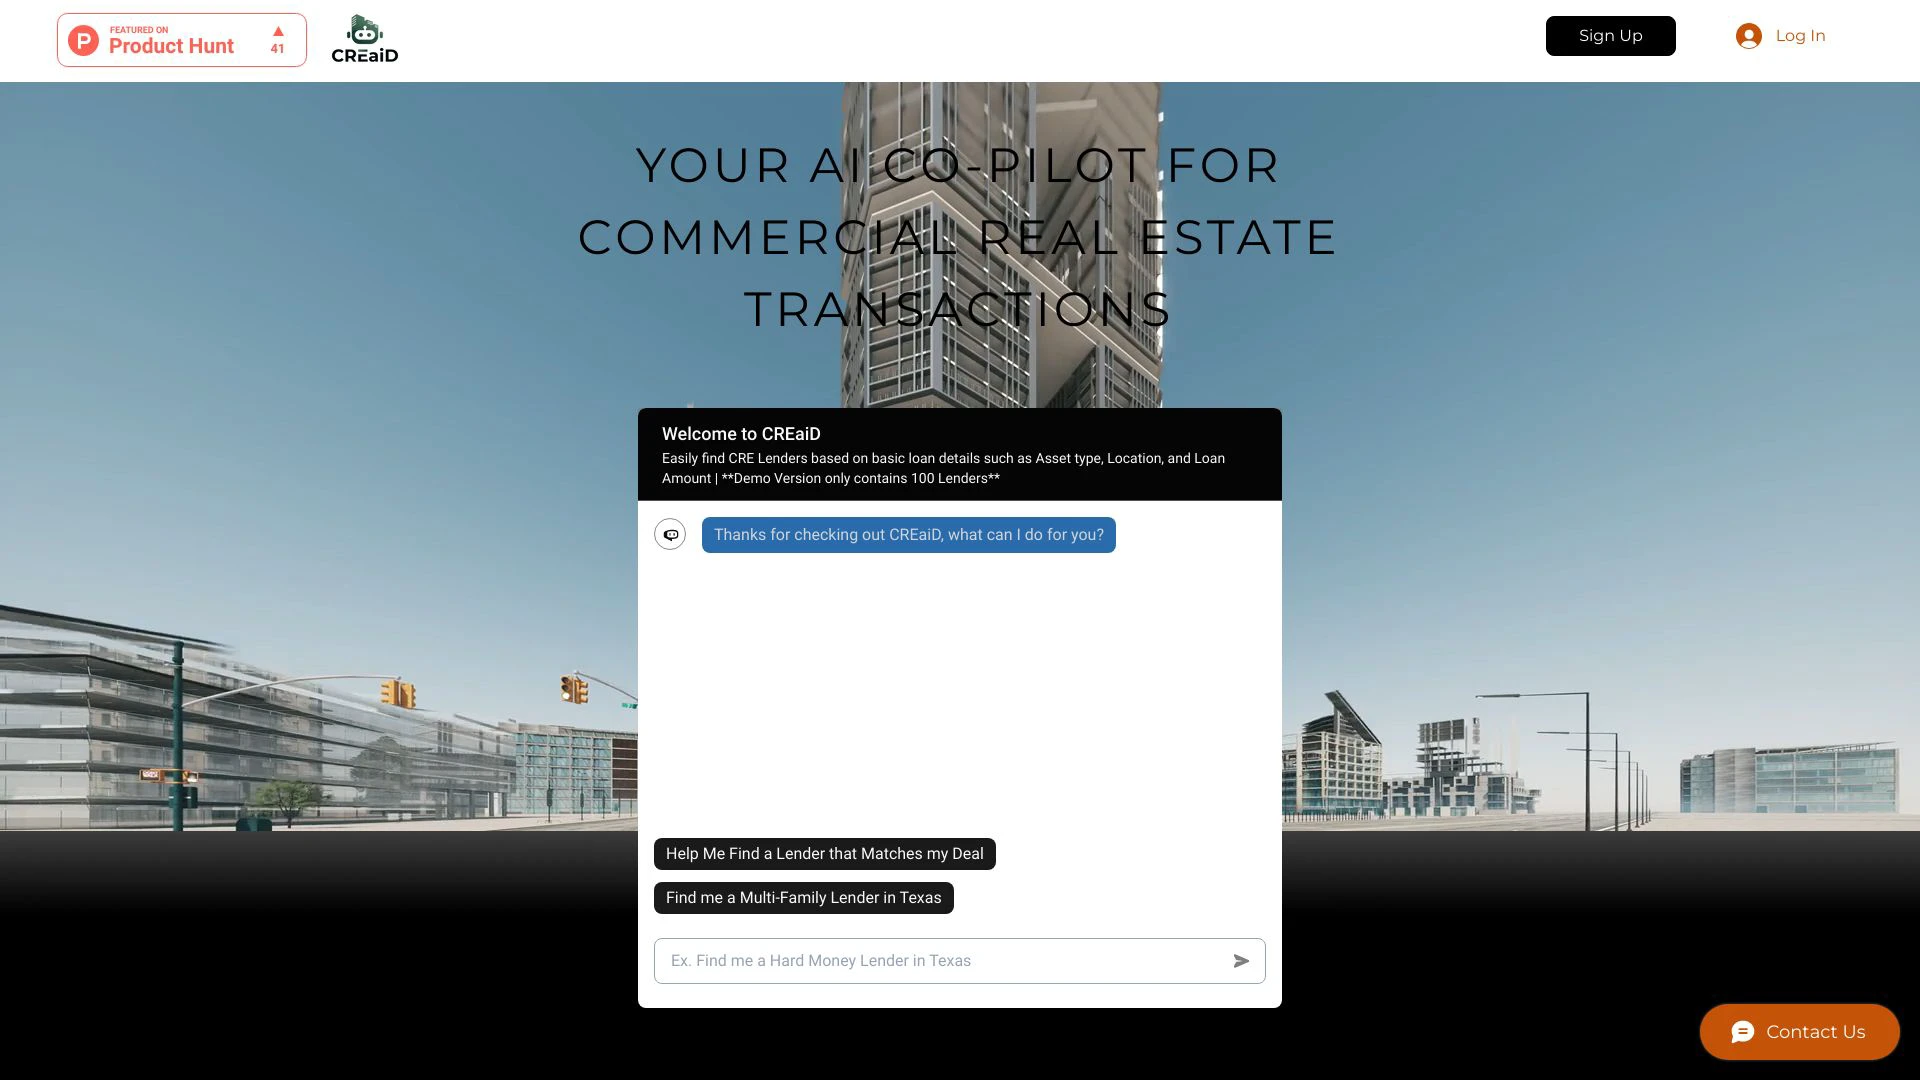 FEATURED ON
Product Hunt
41
CREaiD
Sign Up
Log In
YOUR AI CO-PILOT FOR
COMMERCIAL REAL ESTATE
TRANSACTIONS
Welcome to CREaiD
Easily find CRE Lenders based on basic loan details such as Asset type, Location, and Loan
Amount | **Demo Version only contains 100 Lenders**
Thanks for checking out CREaiD, what can I do for you?
Help Me Find a Lender that Matches my Deal
Find me a Multi-Family Lender in Texas
Ex. Find me a Hard Money Lender in Texas
Contact Us